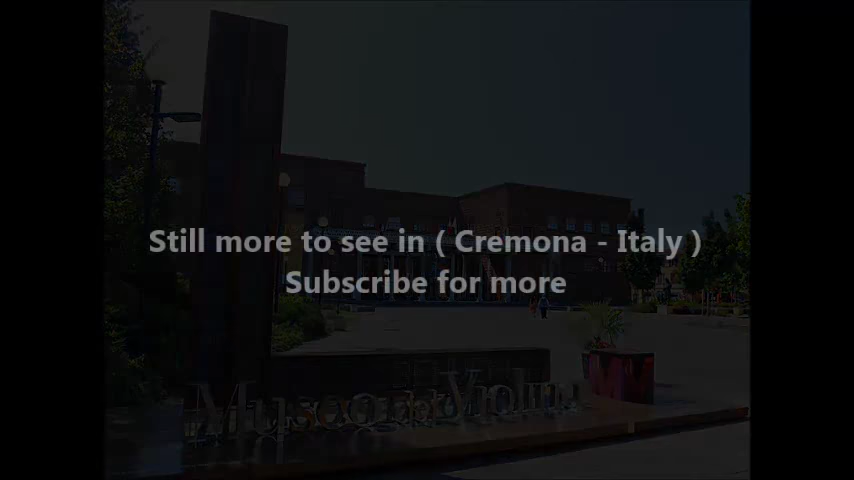 Still more to see in ( Cremona - Italy )
Subscribe for more
Museo del Violino